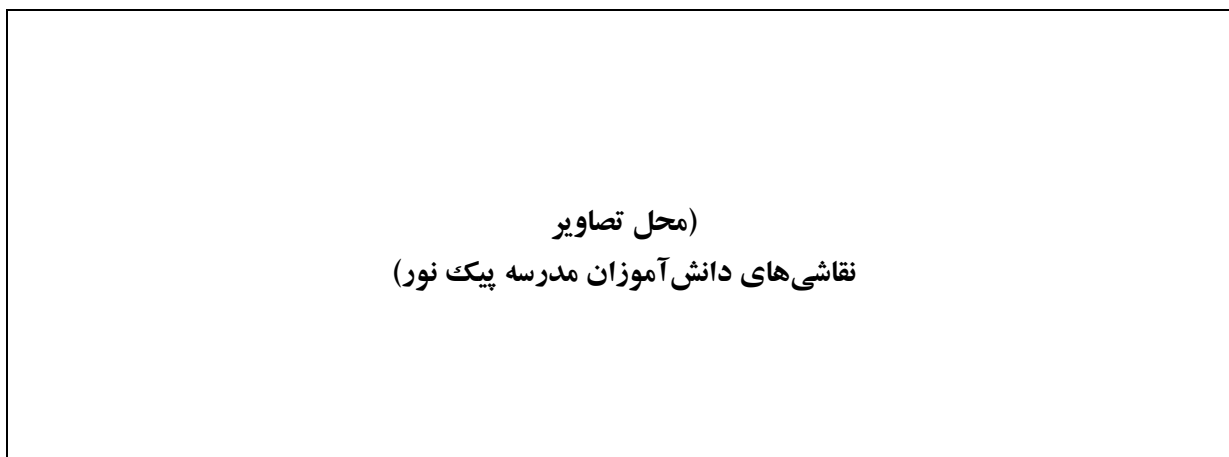 (محل تصاویر
نقاشی‌های دانش‌آموزان مدرسه پیک نور)